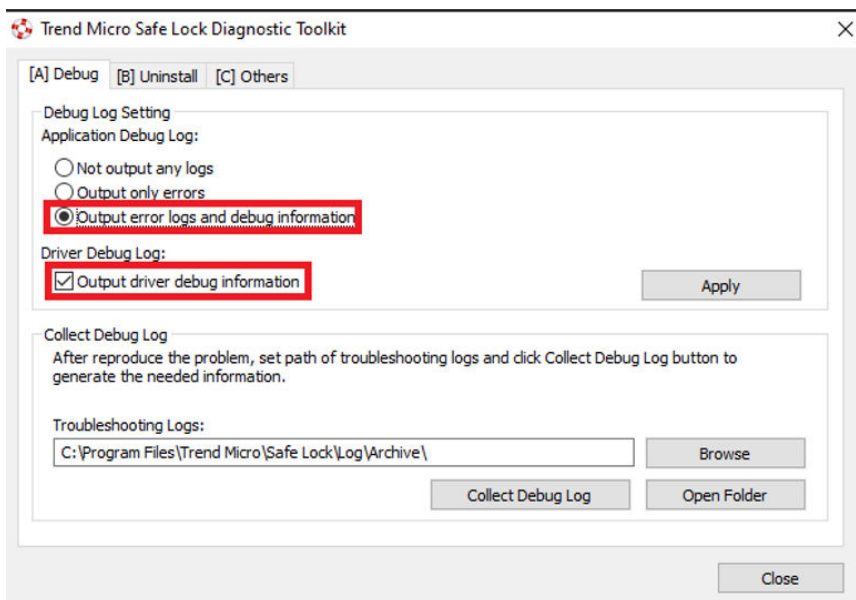 Trend Micro Safe Lock Diagnostic Toolkit
[A] Debug [B] Uninstall [C] Others
Debug Log Setting
Application Debug Log:
Not output any logs
Output only errors
Output error logs and debug information
Driver Debug Log:
Output driver debug information
Apply
Collect Debug Log
After reproduce the problem, set path of troubleshooting logs and click Collect Debug Log button to
generate the needed information.
Troubleshooting Logs:
C:\Program Files\Trend Micro\Safe Lock\Log\Archive\
Browse
Collect Debug Log
Open Folder
Close